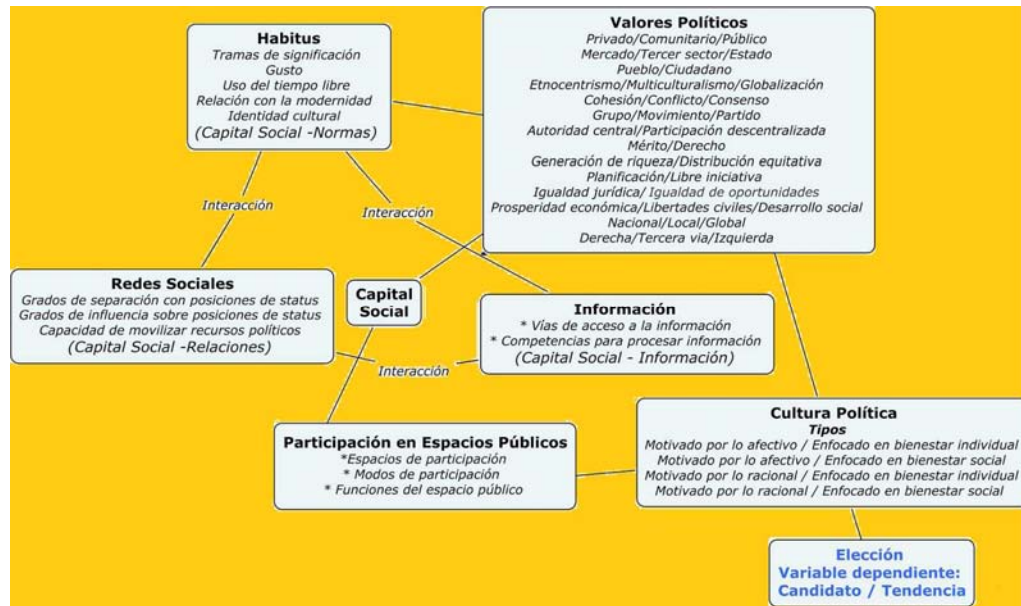 Habitus
Tramas de significación
Gusto
Uso del tiempo libre
Relación con la modernidad
Identidad cultural
(Capital Social -Normas)
Valores Políticos
Privado/Comunitario/Público
Mercado/Tercer sector/Estado
Pueblo/Ciudadano
Etnocentrismo/Multiculturalismo/Globalización
Cohesión/Conflicto/Consenso
Grupo/Movimiento/Partido
Autoridad central/Participación descentralizada
Mérito/Derecho
Generación de riqueza/Distribución equitativa
Planificación/Libre iniciativa
Igualdad jurídica/ Igualdad de oportunidades
Prosperidad económica/Libertades civiles/Desarrollo social
Nacional/Local/Global
Derecha/Tercera via/Izquierda
Interacción
Interacción
Redes Sociales
Grados de separación con posiciones de status
Grados de influencia sobre posiciones de status
Capacidad de movilizar recursos políticos
(Capital Social -Relaciones)
Capital
Social
Información
* Vías de acceso a la información
* Competencias para procesar información
(Capital Social - Información)
Interacción
Participación en Espacios Públicos
*Espacios de participación
* Modos de participación
* Funciones del espacio público
Cultura Política
Tipos
Motivado por lo afectivo / Enfocado en bienestar individual
Motivado por lo afectivo / Enfocado en bienestar social
Motivado por lo racional / Enfocado en bienestar individual
Motivado por lo racional / Enfocado en bienestar social
Elección
Variable dependiente:
Candidato / Tendencia